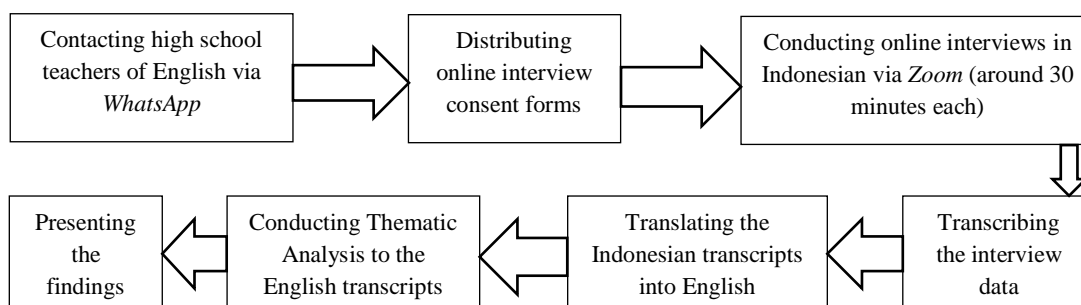 Contacting high school
teachers of English via
WhatsApp
Distributing
online interview
consent forms
Conducting online interviews in
Indonesian via Zoom (around 30
minutes each)
Transcribing
the interview
data
Translating the
Indonesian transcripts
into English
Conducting Thematic
Analysis to the
English transcripts
Presenting
the
findings